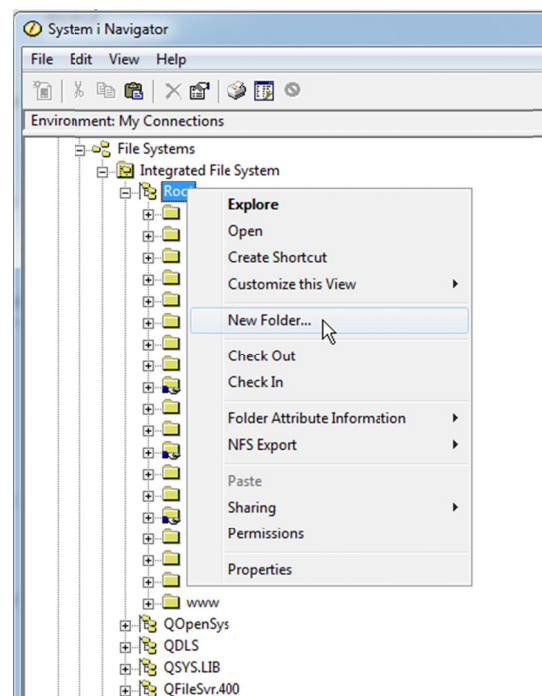 System i Navigator
File Edit View Help
Environment: My Connections
File Systems
Integrated File System
Root
Explore
Open
Create Shortcut
Customize this View
New Folder...
Check Out
Check In
Folder Attribute Information
NFS Export
Paste
Sharing
Permissions
Properties
www
QOpenSys
QDLS
QSYS.LIB
QFileSvr.400